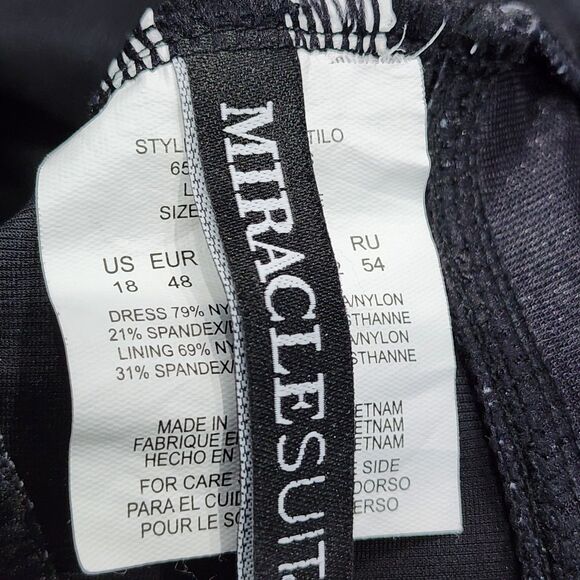 MIRACLESUIT
STYL TILO
65
L
SIZE
US EUR RU
18 48 54
DRESS 79% NY /NYLON
21% SPANDEX/ STHANNE
LINING 69% NY A/NYLON
31% SPANDEX/ STHANNE
MADE IN IETNAM
FABRIQUE E ETNAM
HECHO EN ETNAM
FOR CARE E SIDE
PARA EL CUID DORSO
POUR LE SO VERSO